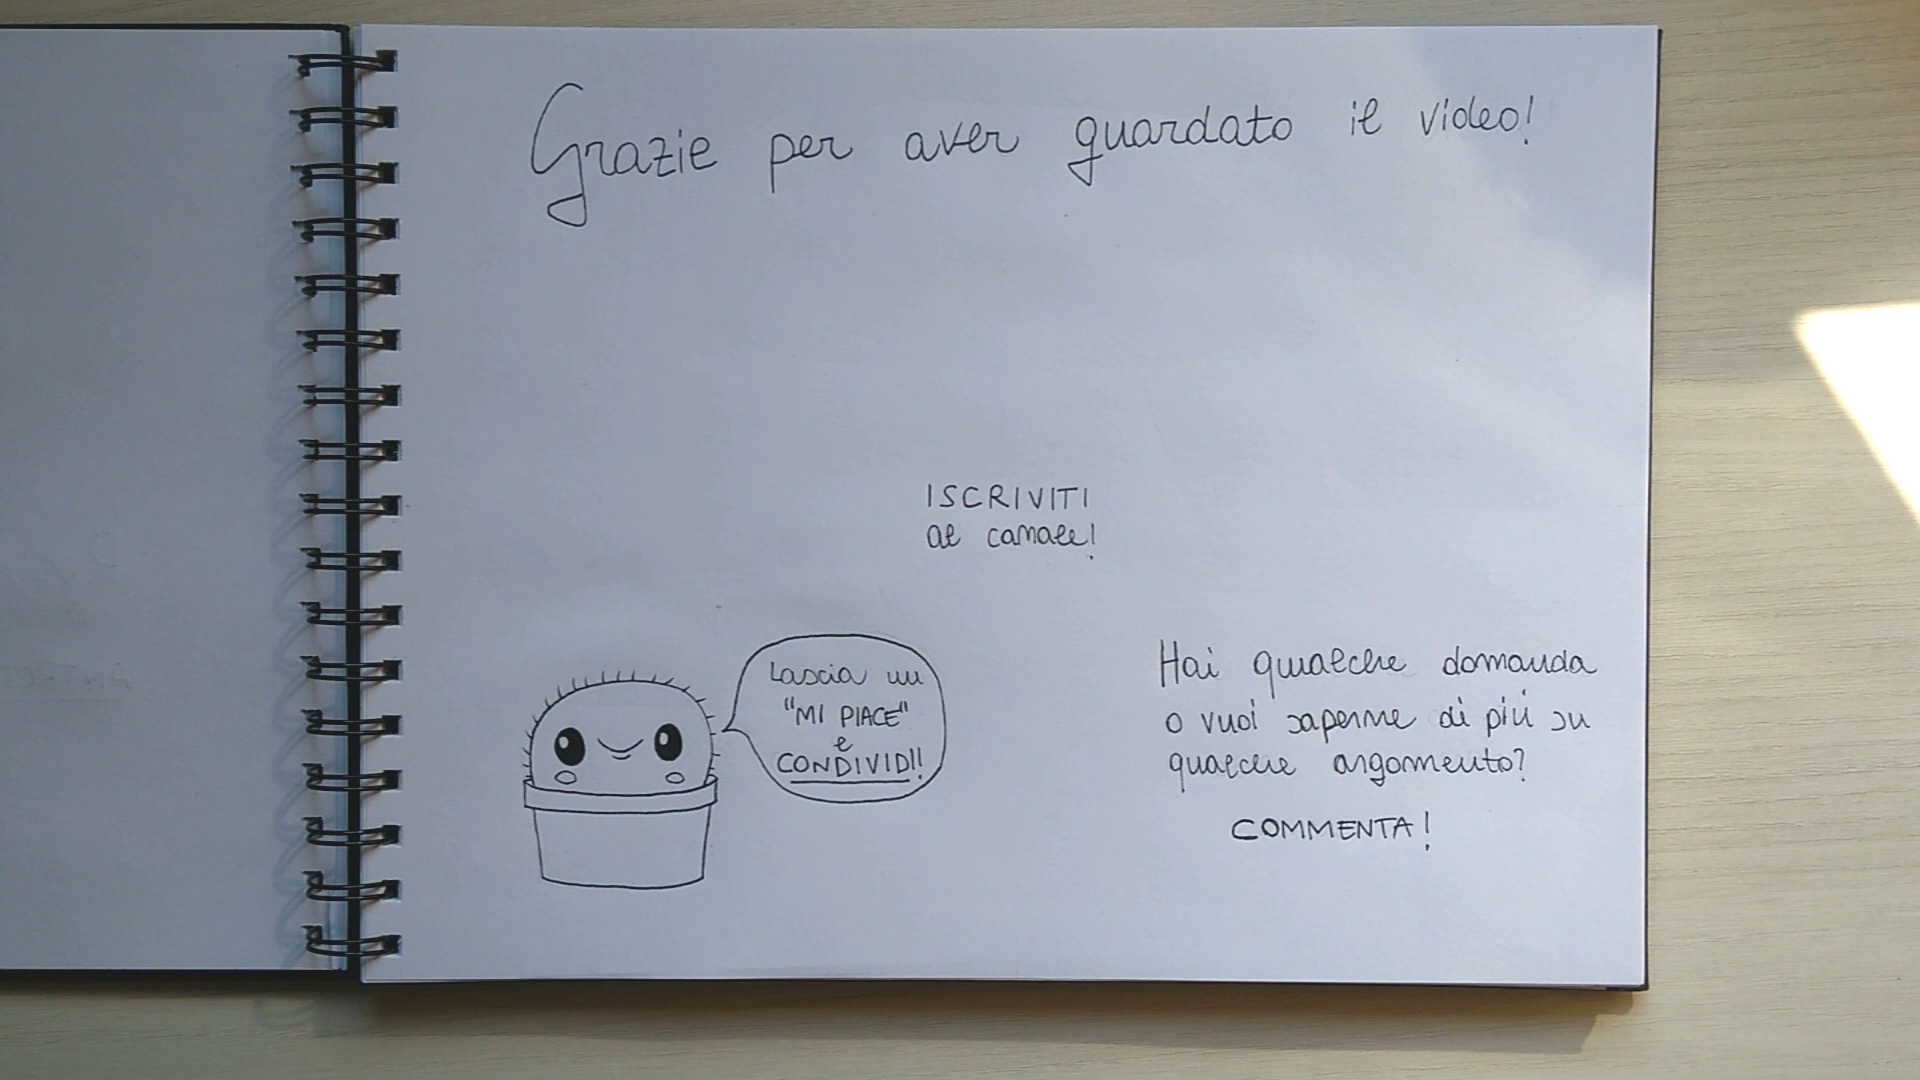 Grazie per aver guardato il video!
ISCRIVITI
al canale!
Lascia un
"MI PIACE"
e
CONDIVIDI!
Hai qualche domanda
o vuoi saperne di più su
qualche argomento?
COMMENTA!